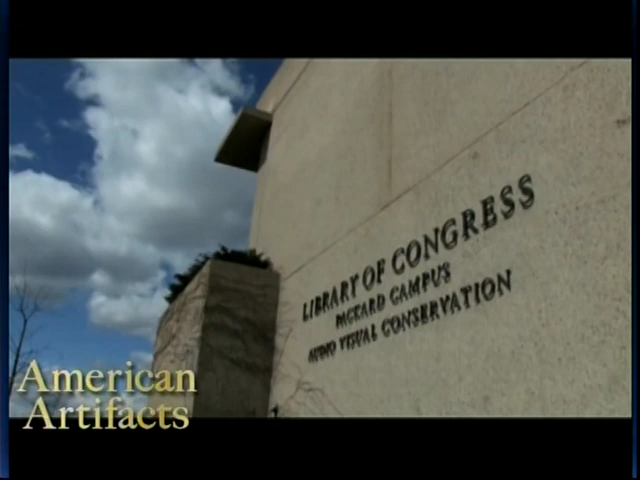 LIBRARY OF CONGRESS
PACKARD CAMPUS
AUDIO VISUAL CONSERVATION
American
Artifacts